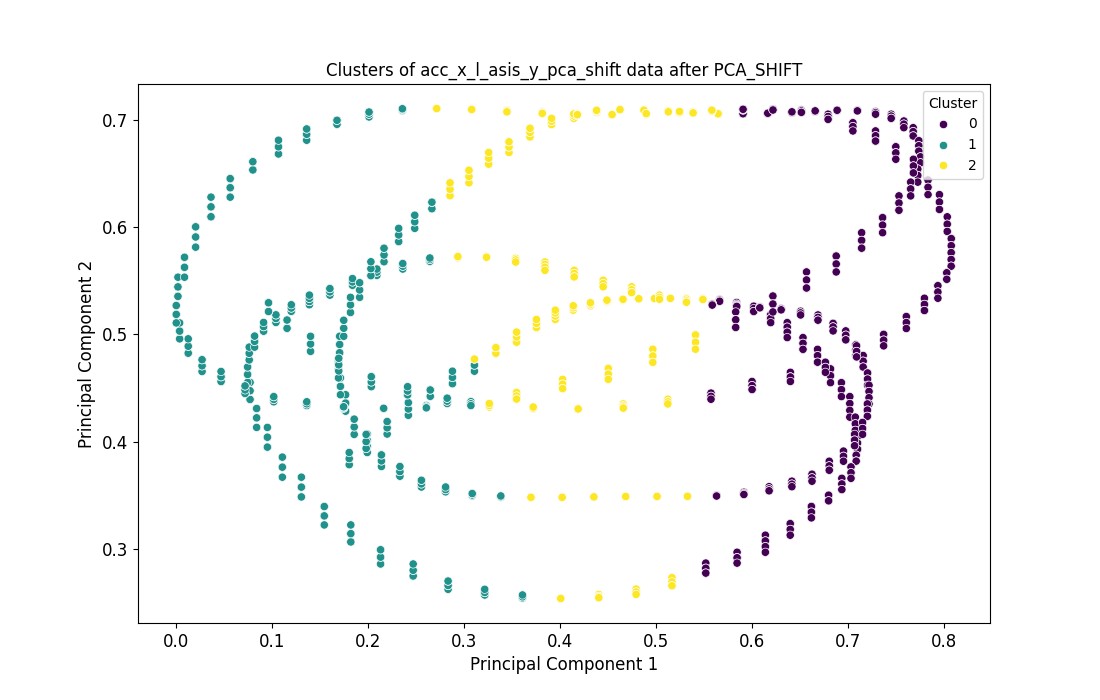 Clusters of acc_x_l_asis_y_pca_shift data after PCA_SHIFT
Cluster
0
1
2
Principal Component 2
0.7
0.6
0.5
0.4
0.3
0.0 0.1 0.2 0.3 0.4 0.5 0.6 0.7 0.8
Principal Component 1